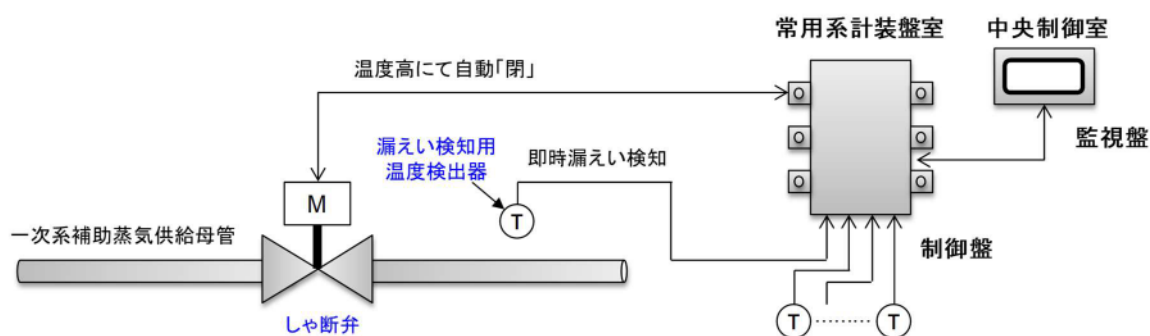 常用系計装盤室
中央制御室
温度高にて自動「閉」
監視盤
漏えい検知用
温度検出器
即時漏えい検知
M
T
一次系補助蒸気供給母管
制御盤
しゃ断弁
T
T